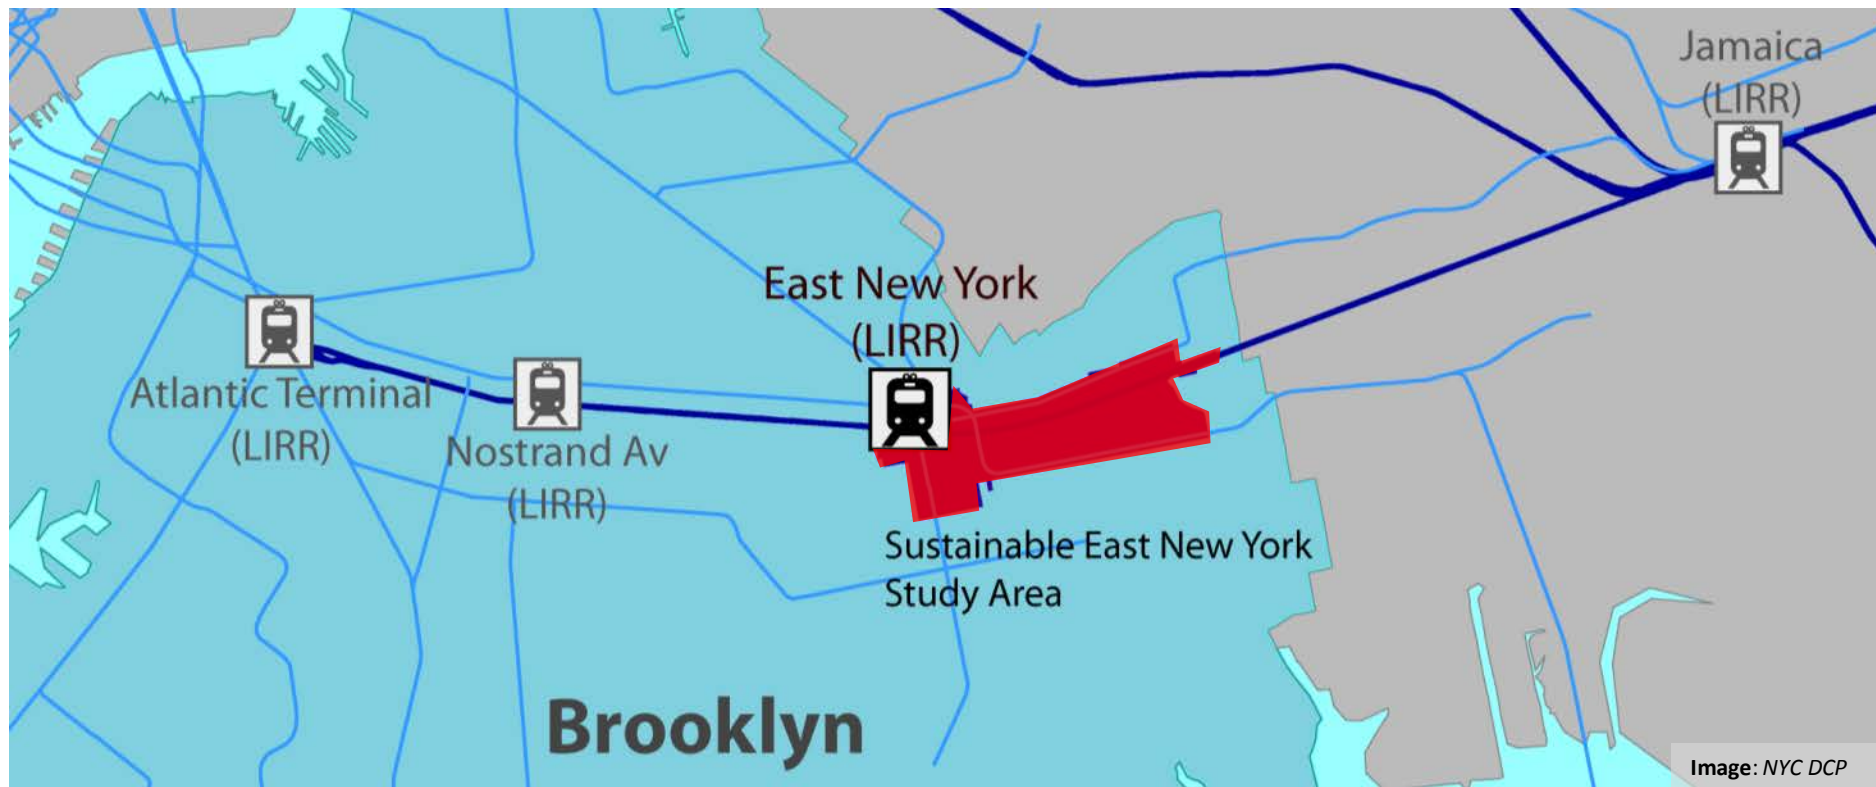 Jamaica
(LIRR)
East New York
(LIRR)
Atlantic Terminal
(LIRR)
Nostrand Av
(LIRR)
Sustainable East New York
Study Area
Brooklyn
Image: NYC DCP